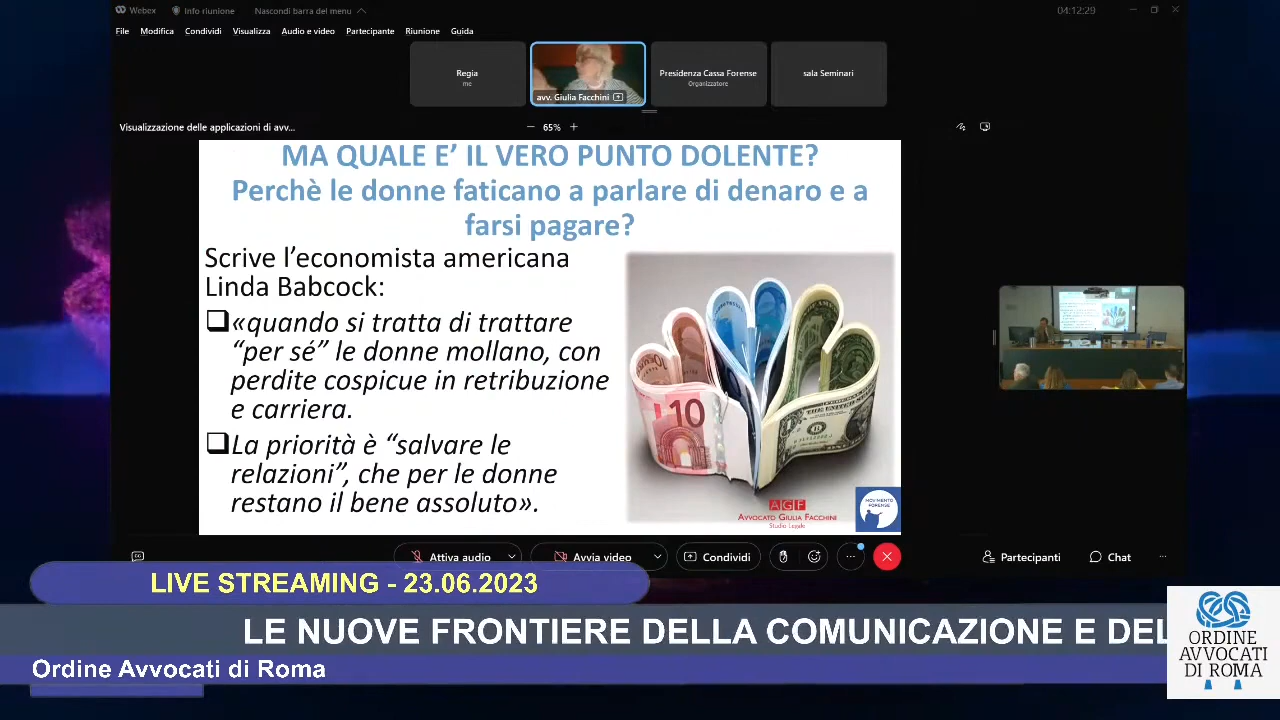 Webex
Info riunione
Nascondi barra del menu
04:12:29
File
Modifica
Condividi
Visualizza
Audio e video
Partecipante
Riunione
Guida
Regia
me
avv. Giulia Facchini
Presidenza Cassa Forense
Organizzatore
sala Seminari
Visualizzazione delle applicazioni di avv...
65%
MA QUALE E’ IL VERO PUNTO DOLENTE?
Perchè le donne faticano a parlare di denaro e a
farsi pagare?
Scrive l’economista americana
Linda Babcock:
«quando si tratta di trattare
“per sé” le donne mollano, con
perdite cospicue in retribuzione
e carriera.
La priorità è “salvare le
relazioni”, che per le donne
restano il bene assoluto».
10
AGF
AVVOCATO GIULIA FACCHINI
Studio Legale
MOVIMENTO
FORENSE
Attiva audio
Avvia video
Condividi
Partecipanti
Chat
LIVE STREAMING - 23.06.2023
LE NUOVE FRONTIERE DELLA COMUNICAZIONE E DEL
Ordine Avvocati di Roma
ORDINE
AVVOCATI
DI ROMA